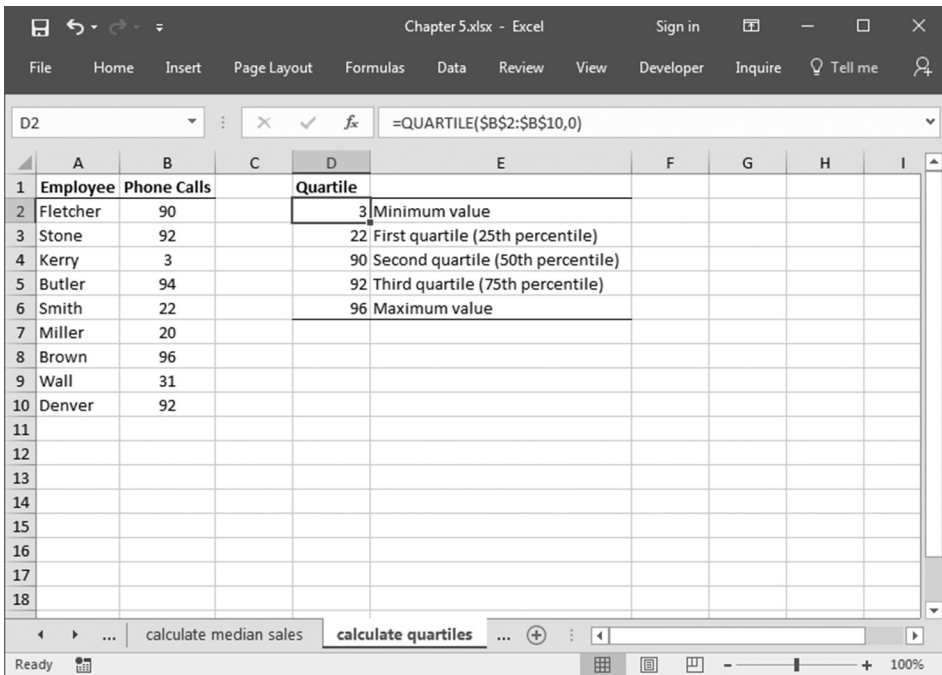 Chapter 5.xlsx - Excel Sign in
File Home Insert Page Layout Formulas Data Review View Developer Inquire Tell me
D2 fx =QUARTILE($B$2:$B$10,0)
A B C D E F G H I
1 Employee Phone Calls Quartile
2 Fletcher 90 3 Minimum value
3 Stone 92 22 First quartile (25th percentile)
4 Kerry 3 90 Second quartile (50th percentile)
5 Butler 94 92 Third quartile (75th percentile)
6 Smith 22 96 Maximum value
7 Miller 20
8 Brown 96
9 Wall 31
10 Denver 92
11
12
13
14
15
16
17
18
... calculate median sales calculate quartiles ...
Ready 100%